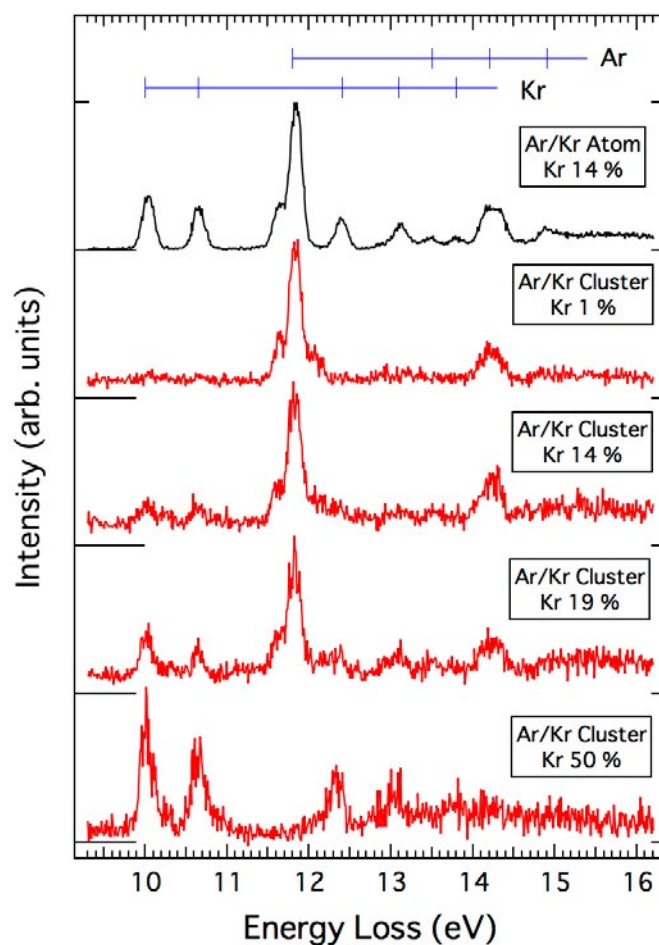 Ar
Kr
Ar/Kr Atom
Kr 14 %
Ar/Kr Cluster
Kr 1 %
Ar/Kr Cluster
Kr 14 %
Ar/Kr Cluster
Kr 19 %
Ar/Kr Cluster
Kr 50 %
Intensity (arb. units)
10 11 12 13 14 15 16
Energy Loss (eV)